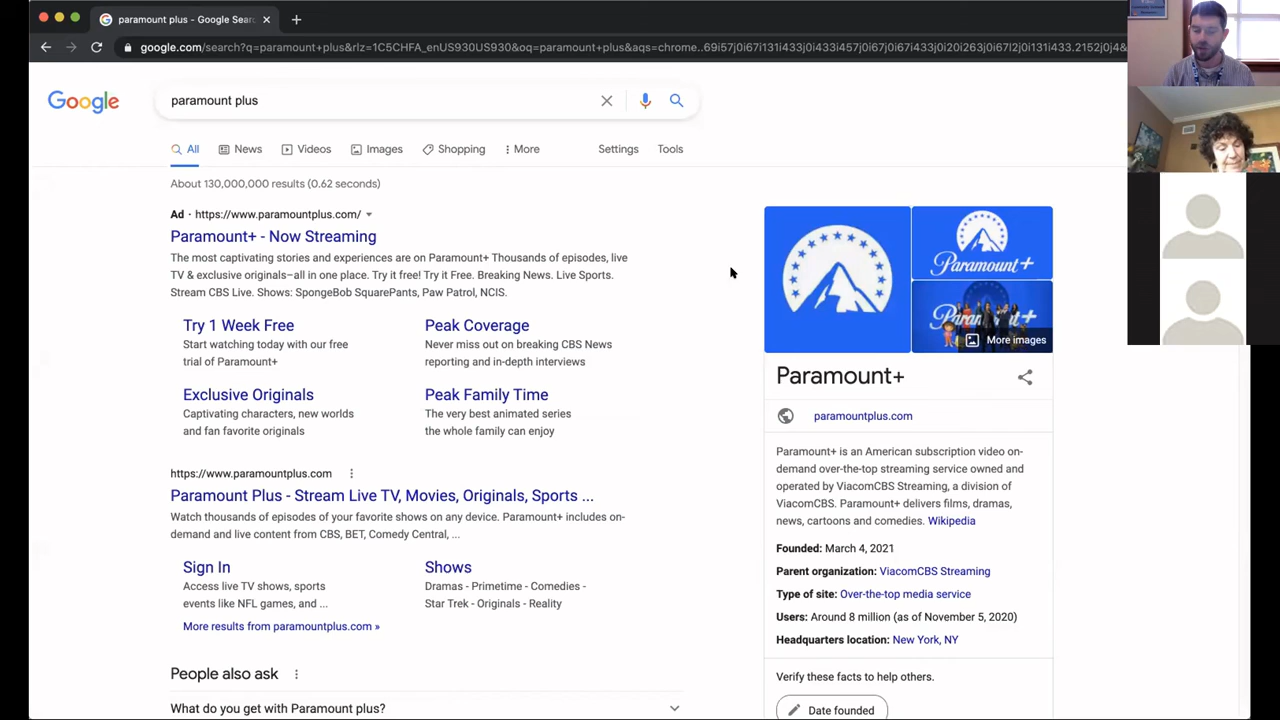 paramount plus - Google Sear
google.com/search?q=paramount+plus&rlz=1C5CHFA_enUS930US930&oq=paramount+plus&aqs=chrome..69i57j0i67i131i433j0i433i457j0i67j0i67i433j0i20i263j0i67l2j0i131i433.2152j0j4&
Google
paramount plus
All News Videos Images Shopping More Settings Tools
About 130,000,000 results (0.62 seconds)
Ad · https://www.paramountplus.com/
Paramount+ - Now Streaming
The most captivating stories and experiences are on Paramount+ Thousands of episodes, live
TV & exclusive originals–all in one place. Try it free! Try it Free. Breaking News. Live Sports.
Stream CBS Live. Shows: SpongeBob SquarePants, Paw Patrol, NCIS.
Try 1 Week Free
Start watching today with our free
trial of Paramount+
Peak Coverage
Never miss out on breaking CBS News
reporting and in-depth interviews
Exclusive Originals
Captivating characters, new worlds
and fan favorite originals
Peak Family Time
The very best animated series
the whole family can enjoy
https://www.paramountplus.com
Paramount Plus - Stream Live TV, Movies, Originals, Sports ...
Watch thousands of episodes of your favorite shows on any device. Paramount+ includes on-
demand and live content from CBS, BET, Comedy Central, ...
Sign In
Access live TV shows, sports
events like NFL games, and ...
Shows
Dramas - Primetime - Comedies -
Star Trek - Originals - Reality
More results from paramountplus.com »
People also ask
What do you get with Paramount plus?
Paramount+
More images
Paramount+
paramountplus.com
Paramount+ is an American subscription video on-
demand over-the-top streaming service owned and
operated by ViacomCBS Streaming, a division of
ViacomCBS. Paramount+ delivers films, dramas,
news, cartoons and comedies. Wikipedia
Founded: March 4, 2021
Parent organization: ViacomCBS Streaming
Type of site: Over-the-top media service
Users: Around 8 million (as of November 5, 2020)
Headquarters location: New York, NY
Verify these facts to help others.
Date founded